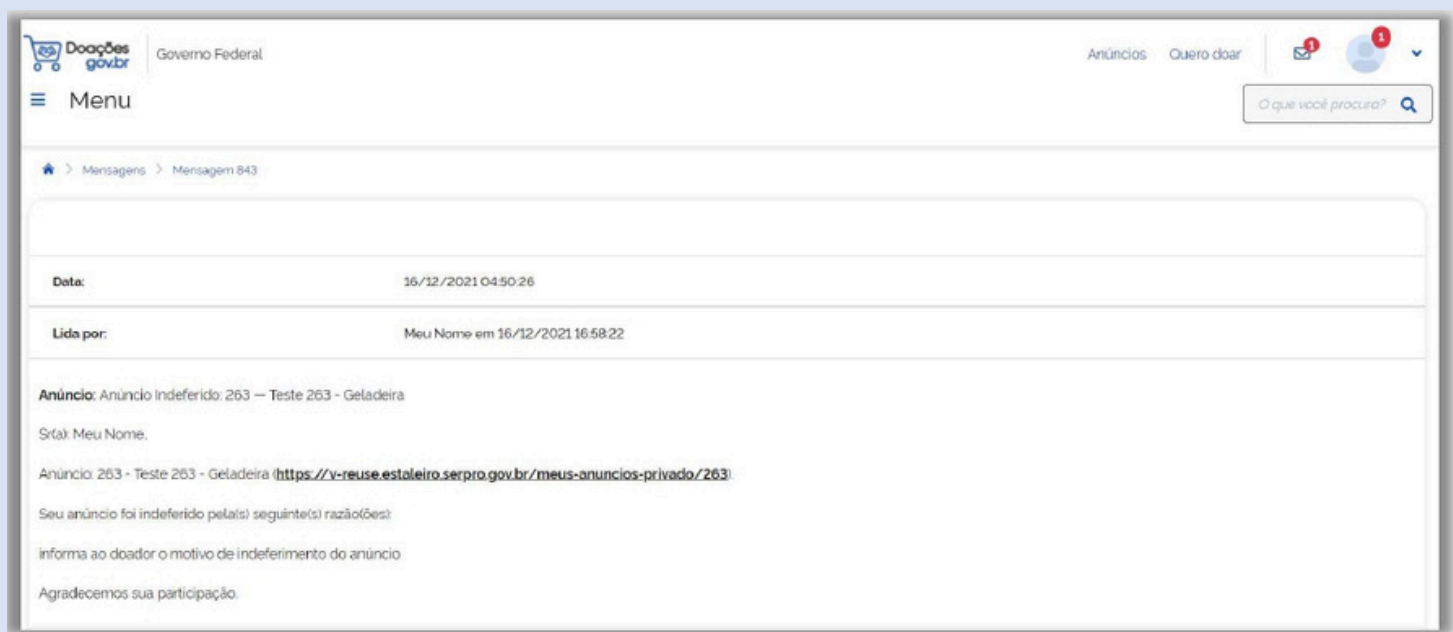 Doações
gov.br
Governo Federal
Anúncios Quero doar 1 1
Menu
O que você procura?
Mensagens > Mensagem 843
Data: 16/12/2021 04:50:26
Lida por: Meu Nome em 16/12/2021 16:58:22
Anúncio: Anúncio Indeferido: 263 — Teste 263 - Geladeira
Sr(a): Meu Nome,
Anúncio: 263 - Teste 263 - Geladeira (https://v-reuse.estaleiro.serpro.gov.br/meus-anuncios-privado/263).
Seu anúncio foi indeferido pela(s) seguinte(s) razão(ões):
informa ao doador o motivo de indeferimento do anúncio
Agradecemos sua participação.